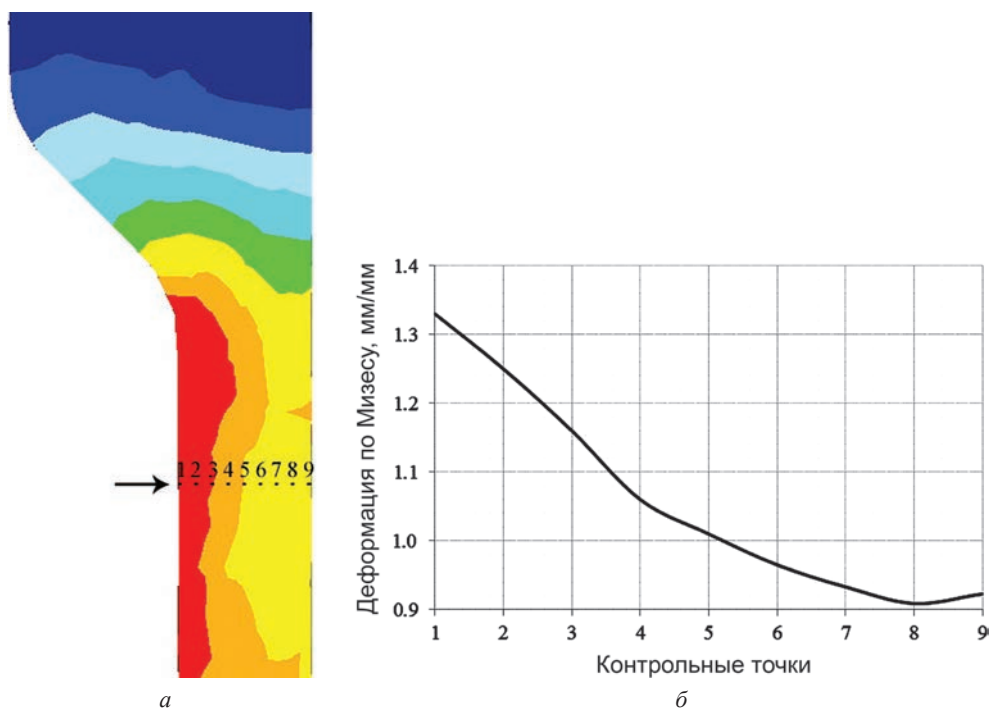 1 2 3 4 5 6 7 8 9
Деформация по Мизесу, мм/мм
1.4
1.3
1.2
1.1
1.0
0.9
1 2 3 4 5 6 7 8 9
Контрольные точки
а
б